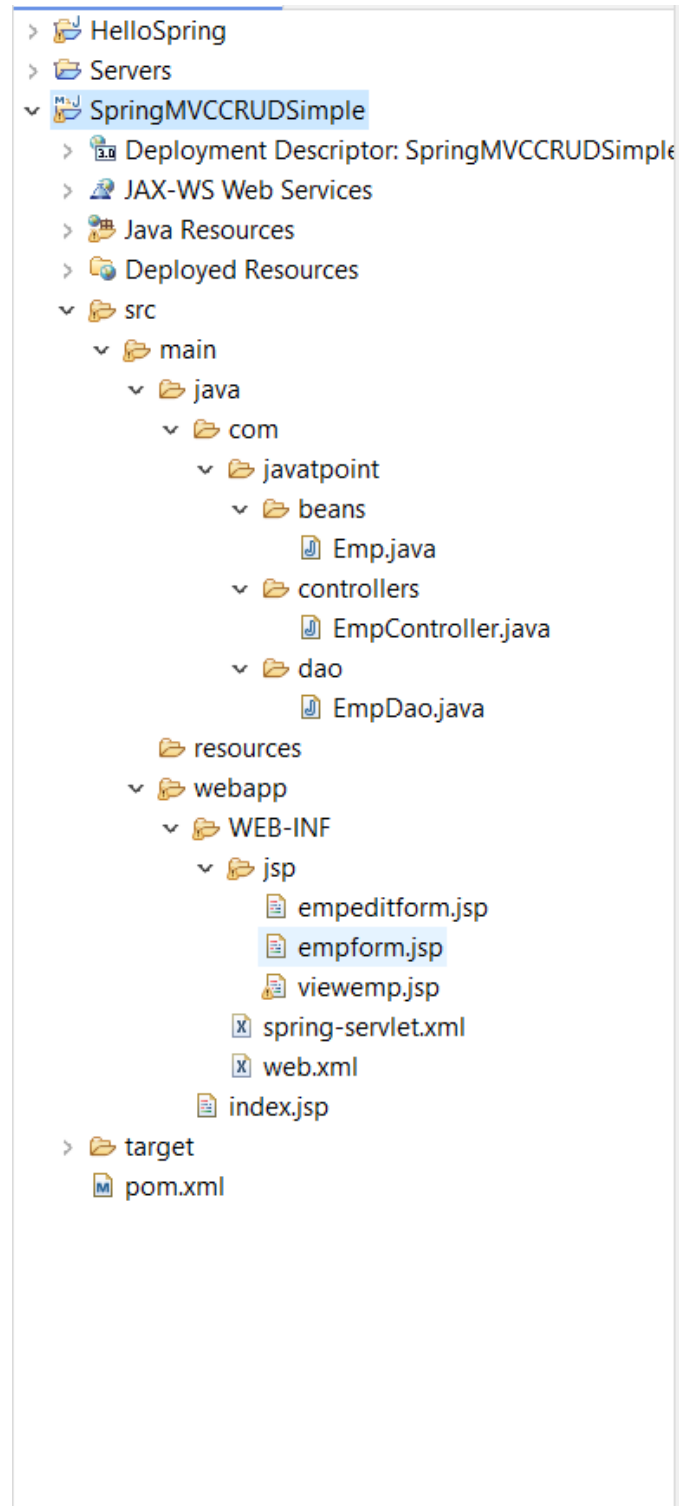 HelloSpring
Servers
SpringMVCCRUDSimple
Deployment Descriptor: SpringMVCCRUDSimple
JAX-WS Web Services
Java Resources
Deployed Resources
src
main
java
com
javatpoint
beans
Emp.java
controllers
EmpController.java
dao
EmpDao.java
resources
webapp
WEB-INF
jsp
empeditform.jsp
empform.jsp
viewemp.jsp
spring-servlet.xml
web.xml
index.jsp
target
pom.xml